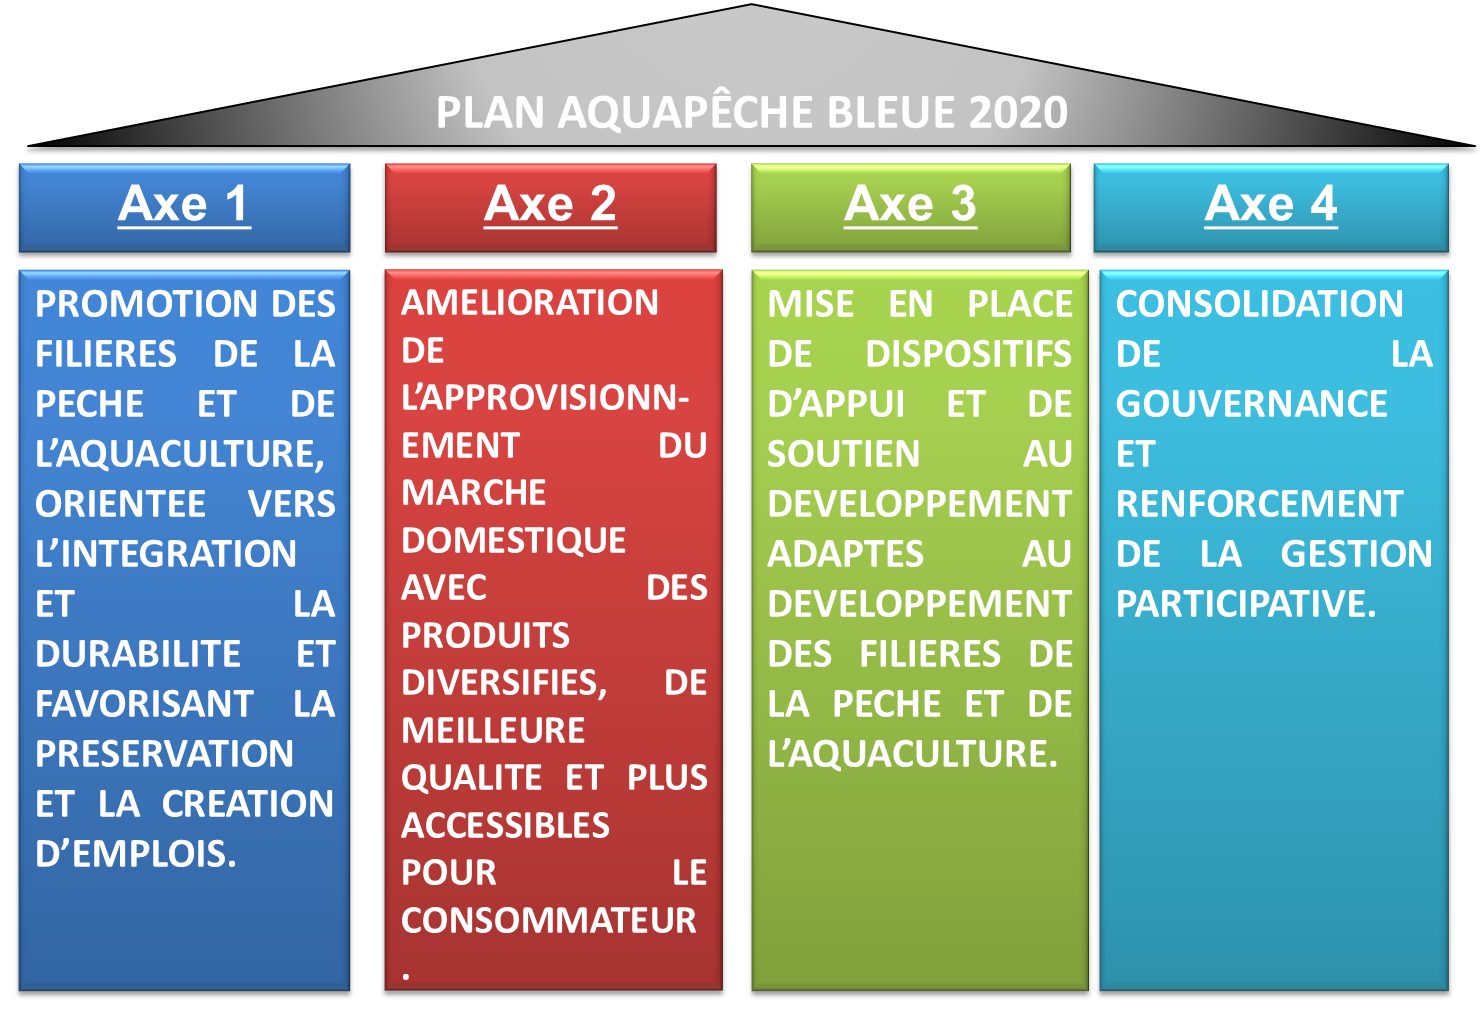 PLAN AQUAPÊCHE BLEUE 2020
Axe 1
PROMOTION DES
FILIERES DE LA
PECHE ET DE
L’AQUACULTURE,
ORIENTEE VERS
L’INTEGRATION
ET LA
DURABILITE ET
FAVORISANT LA
PRESERVATION
ET LA CREATION
D’EMPLOIS.
Axe 2
AMELIORATION
DE
L’APPROVISIONN-
EMENT DU
MARCHE
DOMESTIQUE
AVEC DES
PRODUITS
DIVERSIFIES, DE
MEILLEURE
QUALITE ET PLUS
ACCESSIBLES
POUR LE
CONSOMMATEUR
.
Axe 3
MISE EN PLACE
DE DISPOSITIFS
D’APPUI ET DE
SOUTIEN AU
DEVELOPPEMENT
ADAPTES AU
DEVELOPPEMENT
DES FILIERES DE
LA PECHE ET DE
L’AQUACULTURE.
Axe 4
CONSOLIDATION
DE LA
GOUVERNANCE
ET
RENFORCEMENT
DE LA GESTION
PARTICIPATIVE.